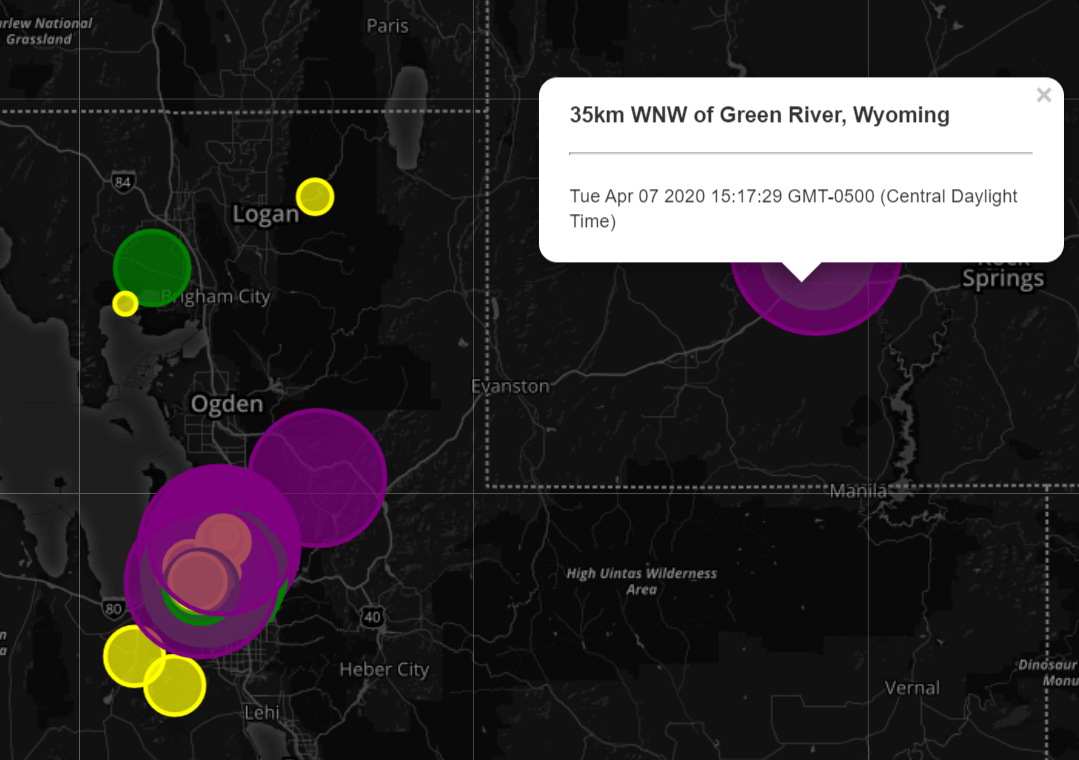 rlew National
Grassland
Paris
35km WNW of Green River, Wyoming
×
Tue Apr 07 2020 15:17:29 GMT-0500 (Central Daylight
Time)
84
Logan
Rock
Springs
Brigham City
Evanston
Ogden
Manila
High Uintas Wilderness
Area
80
40
n
a
Heber City
Dinosaur
Monu
Vernal
Lehi